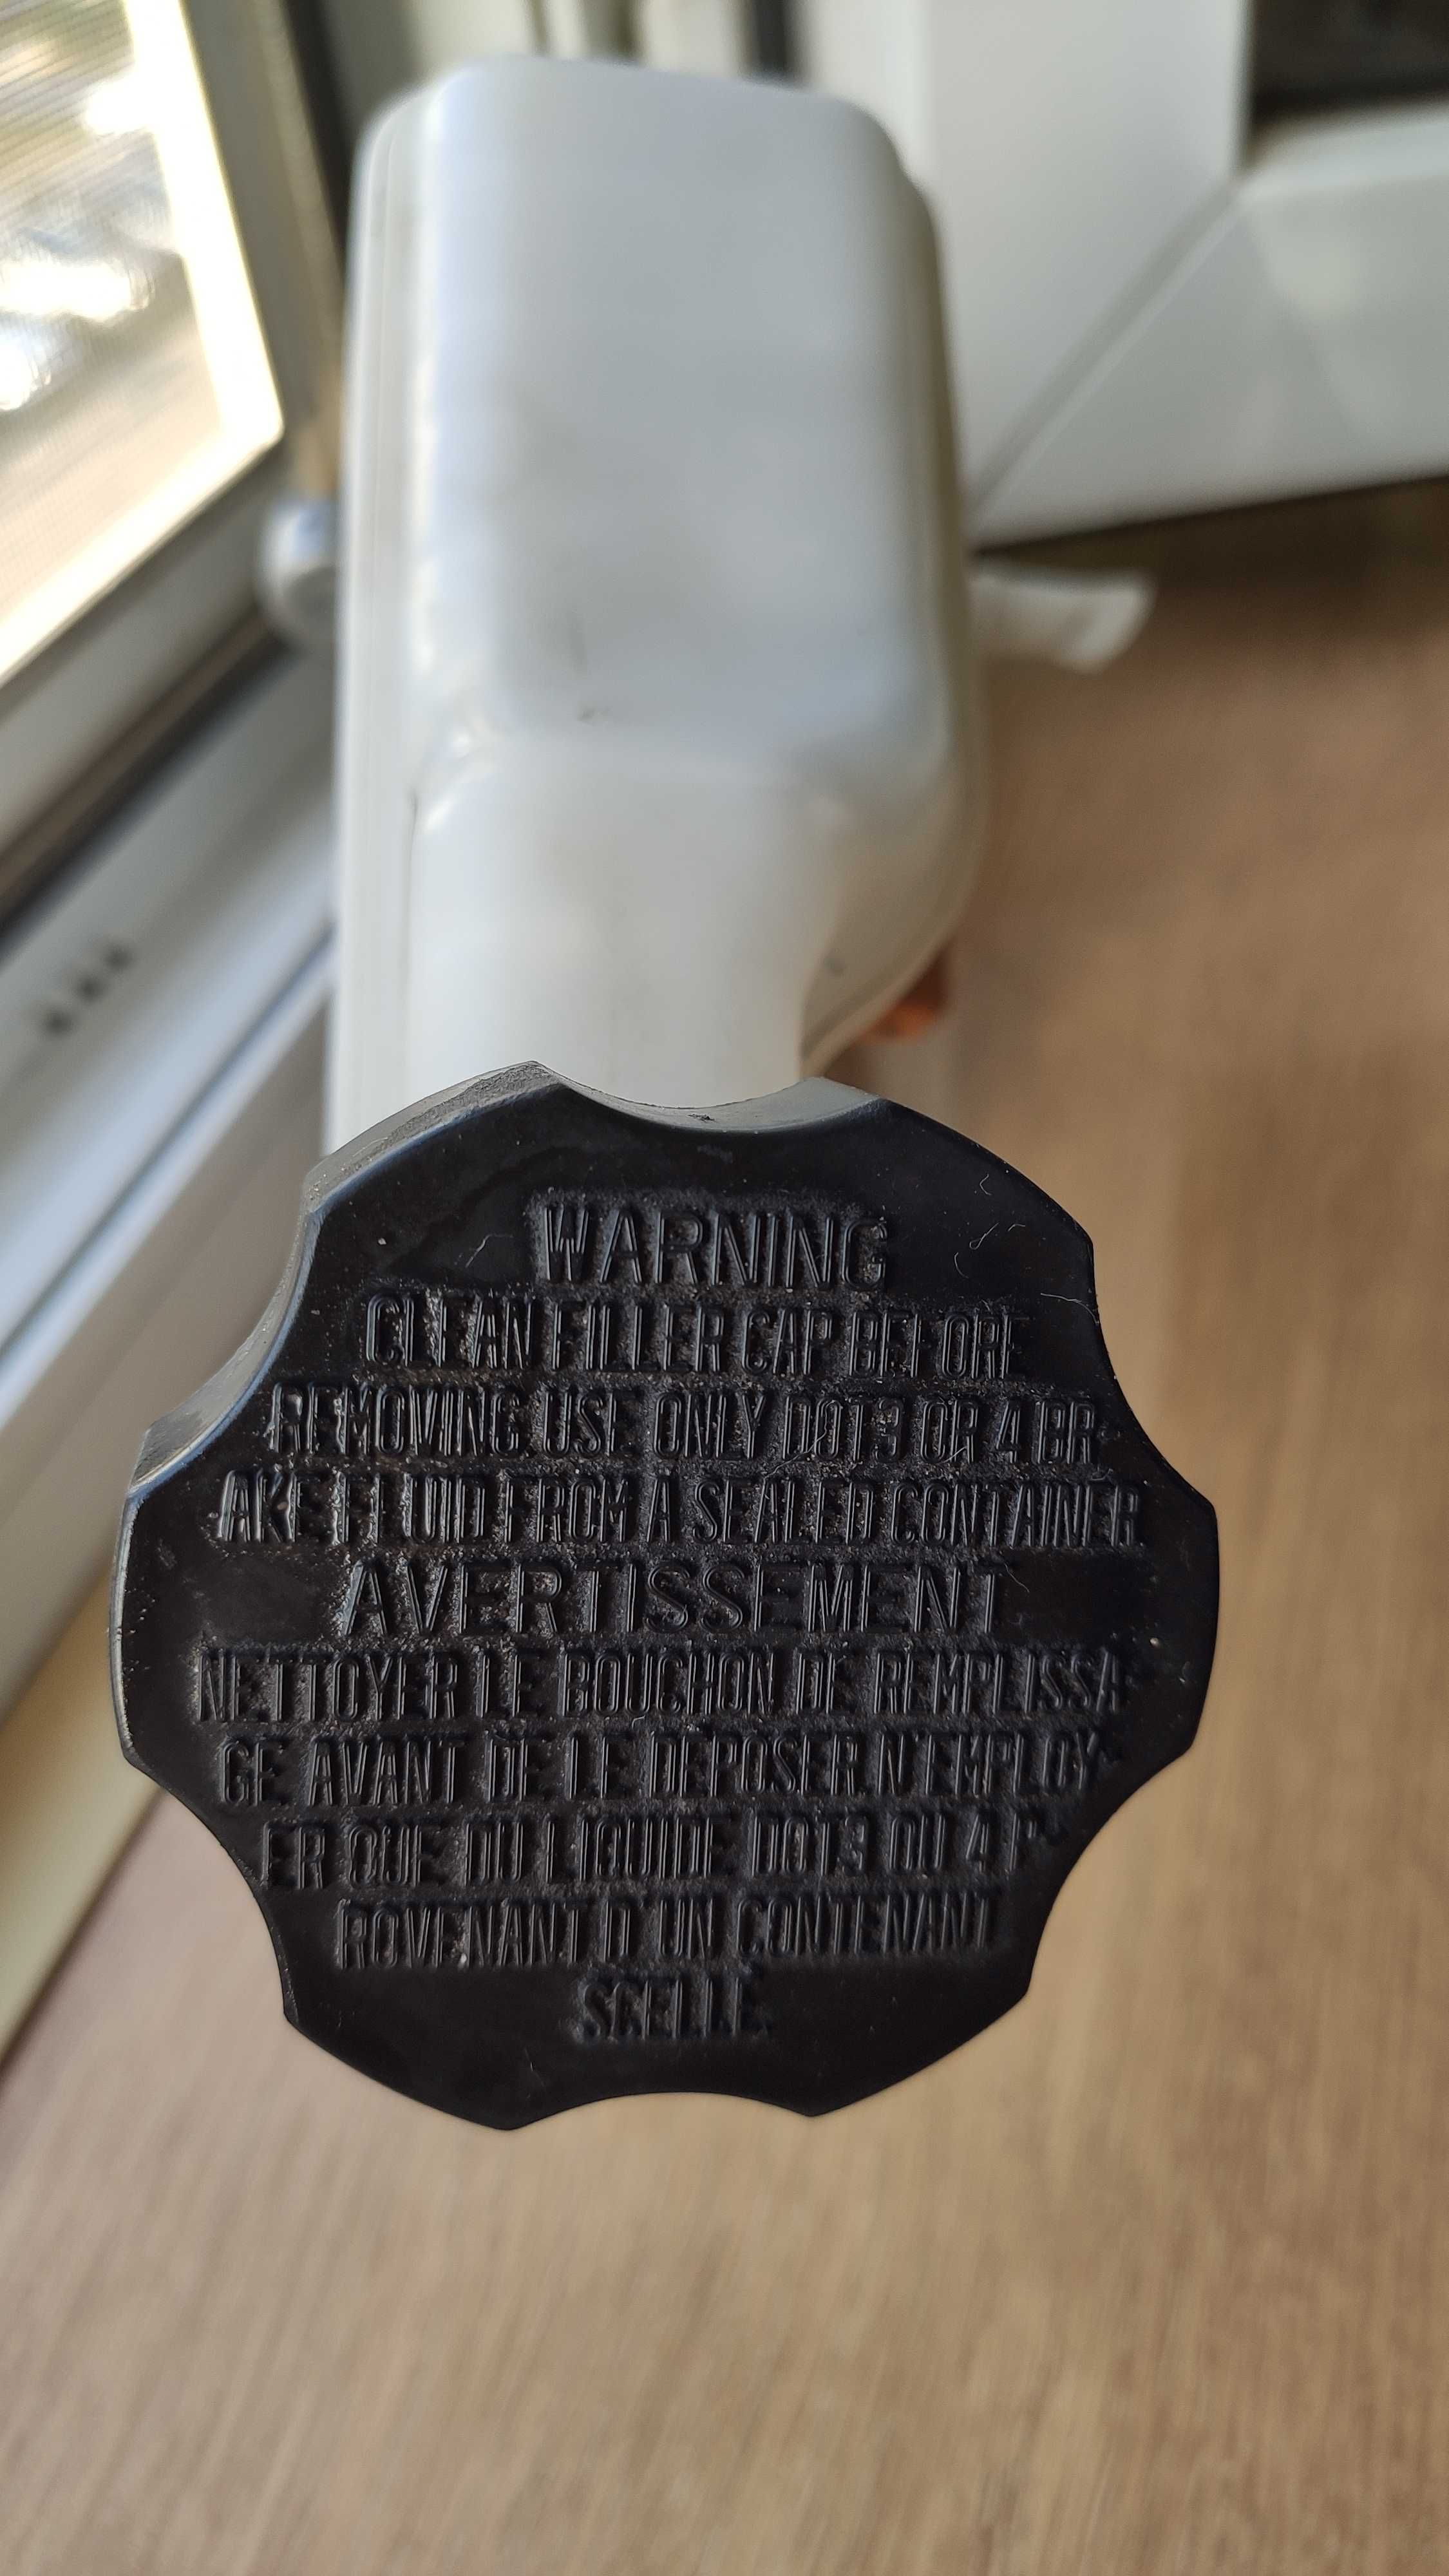 WARNING
CLEAN FILLER CAP BEFORE
REMOVING USE ONLY DOT3 OR 4 BR-
AKE FLUID FROM A SEALED CONTAINER.
AVERTISSEMENT
NETTOYER LE BOUCHON DE REMPLISSA-
GE AVANT DE LE DEPOSER.N'EMPLOY-
ER QUE DU LIQUIDE DOT3 OU 4 P-
ROVENANT D'UN CONTENANT
SCELLÉ.